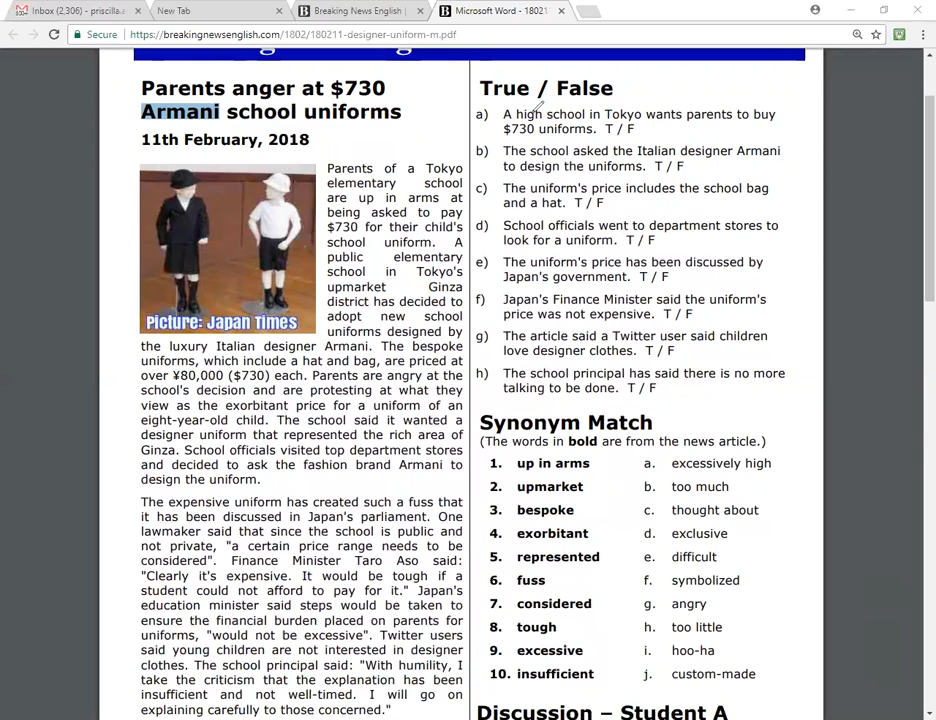 Inbox (2,306) - priscilla.
New Tab
Breaking News English |
Microsoft Word - 18021
Secure
https://breakingnewsenglish.com/1802/180211-designer-uniform-m.pdf
Parents anger at $730
Armani school uniforms
11th February, 2018
Parents of a Tokyo
elementary school
are up in arms at
being asked to pay
$730 for their child's
school uniform. A
public elementary
school in Tokyo's
upmarket Ginza
district has decided to
adopt new school
uniforms designed by
Picture: Japan Times
the luxury Italian designer Armani. The bespoke
uniforms, which include a hat and bag, are priced at
over ¥80,000 ($730) each. Parents are angry at the
school's decision and are protesting at what they
view as the exorbitant price for a uniform of an
eight-year-old child. The school said it wanted a
designer uniform that represented the rich area of
Ginza. School officials visited top department stores
and decided to ask the fashion brand Armani to
design the uniform.
The expensive uniform has created such a fuss that
it has been discussed in Japan's parliament. One
lawmaker said that since the school is public and
not private, "a certain price range needs to be
considered". Finance Minister Taro Aso said:
"Clearly it's expensive. It would be tough if a
student could not afford to pay for it." Japan's
education minister said steps would be taken to
ensure the financial burden placed on parents for
uniforms, "would not be excessive". Twitter users
said young children are not interested in designer
clothes. The school principal said: "With humility, I
take the criticism that the explanation has been
insufficient and not well-timed. I will go on
explaining carefully to those concerned."
True / False
a) A high school in Tokyo wants parents to buy
$730 uniforms. T / F
b) The school asked the Italian designer Armani
to design the uniforms. T / F
c) The uniform's price includes the school bag
and a hat. T / F
d) School officials went to department stores to
look for a uniform. T / F
e) The uniform's price has been discussed by
Japan's government. T / F
f) Japan's Finance Minister said the uniform's
price was not expensive. T / F
g) The article said a Twitter user said children
love designer clothes. T / F
h) The school principal has said there is no more
talking to be done. T / F
Synonym Match
(The words in bold are from the news article.)
1. up in arms a. excessively high
2. upmarket b. too much
3. bespoke c. thought about
4. exorbitant d. exclusive
5. represented e. difficult
6. fuss f. symbolized
7. considered g. angry
8. tough h. too little
9. excessive i. hoo-ha
10. insufficient j. custom-made
Discussion – Student A